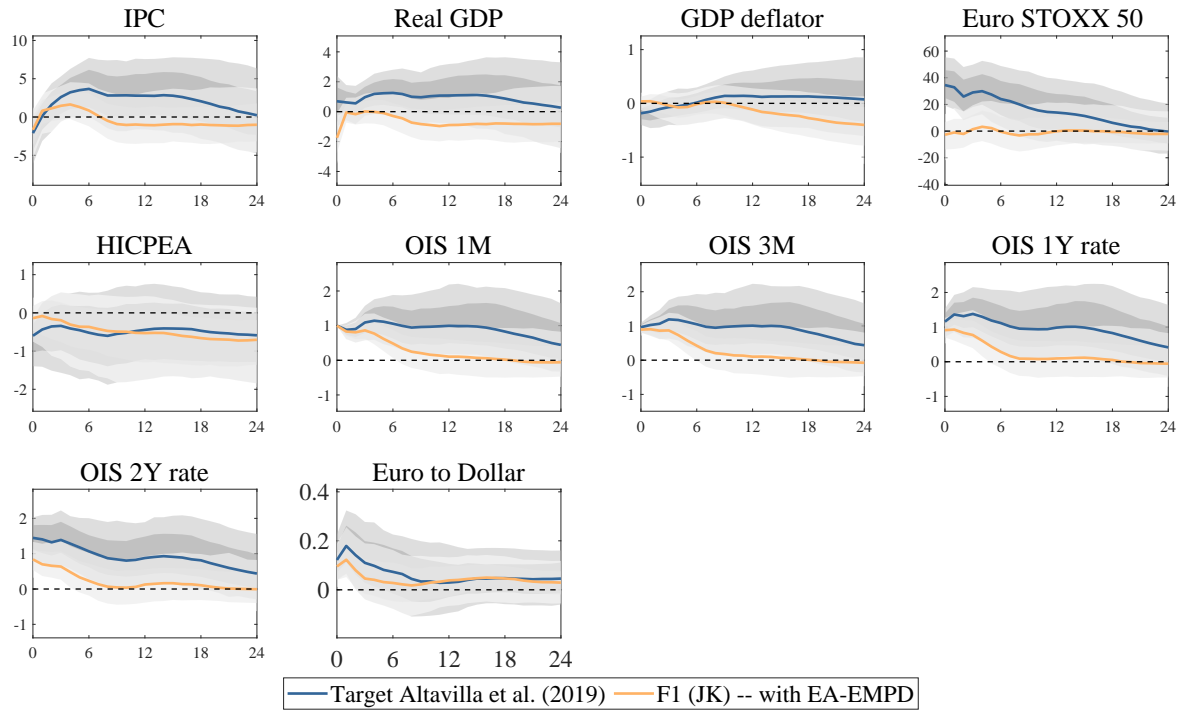 IPC
10
5
0
-5
0 6 12 18 24
Real GDP
4
2
0
-2
-4
0 6 12 18 24
GDP deflator
1
0
-1
0 6 12 18 24
Euro STOXX 50
60
40
20
0
-20
-40
0 6 12 18 24
HICPEA
1
0
-1
-2
0 6 12 18 24
OIS 1M
2
1
0
-1
0 6 12 18 24
OIS 3M
2
1
0
-1
0 6 12 18 24
OIS 1Y rate
2
1
0
-1
0 6 12 18 24
OIS 2Y rate
2
1
0
-1
0 6 12 18 24
Euro to Dollar
0.4
0.2
0
0 6 12 18 24
Target Altavilla et al. (2019) F1 (JK) -- with EA-EMPD